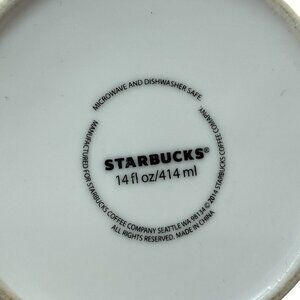 MICROWAVE AND DISHWASHER SAFE.
STARBUCKS®
14 fl oz/414 ml
MANUFACTURED FOR STARBUCKS COFFEE COMPANY SEATTLE WA 98134 © 2014 STARBUCKS COFFEE COMPANY.
ALL RIGHTS RESERVED. MADE IN CHINA